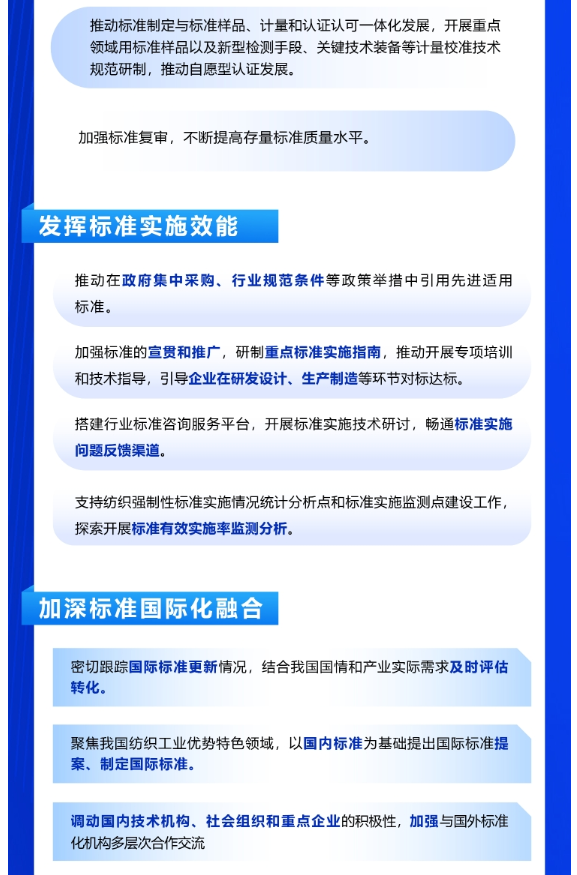 推动标准制定与标准样品、计量和认证认可一体化发展，开展重点
领域用标准样品以及新型检测手段、关键技术装备等计量校准技术
规范研制，推动自愿型认证发展。
加强标准复审，不断提高存量标准质量水平。
发挥标准实施效能
推动在政府集中采购、行业规范条件等政策举措中引用先进适用
标准。
加强标准的宣贯和推广，研制重点标准实施指南，推动开展专项培训
和技术指导，引导企业在研发设计、生产制造等环节对标达标。
搭建行业标准咨询服务平台，开展标准实施技术研讨，畅通标准实施
问题反馈渠道。
支持纺织强制性标准实施情况统计分析点和标准实施监测点建设工作，
探索开展标准有效实施率监测分析。
加深标准国际化融合
密切跟踪国际标准更新情况，结合我国国情和产业实际需求及时评估
转化。
聚焦我国纺织工业优势特色领域，以国内标准为基础提出国际标准提
案、制定国际标准。
调动国内技术机构、社会组织和重点企业的积极性，加强与国外标准
化机构多层次合作交流